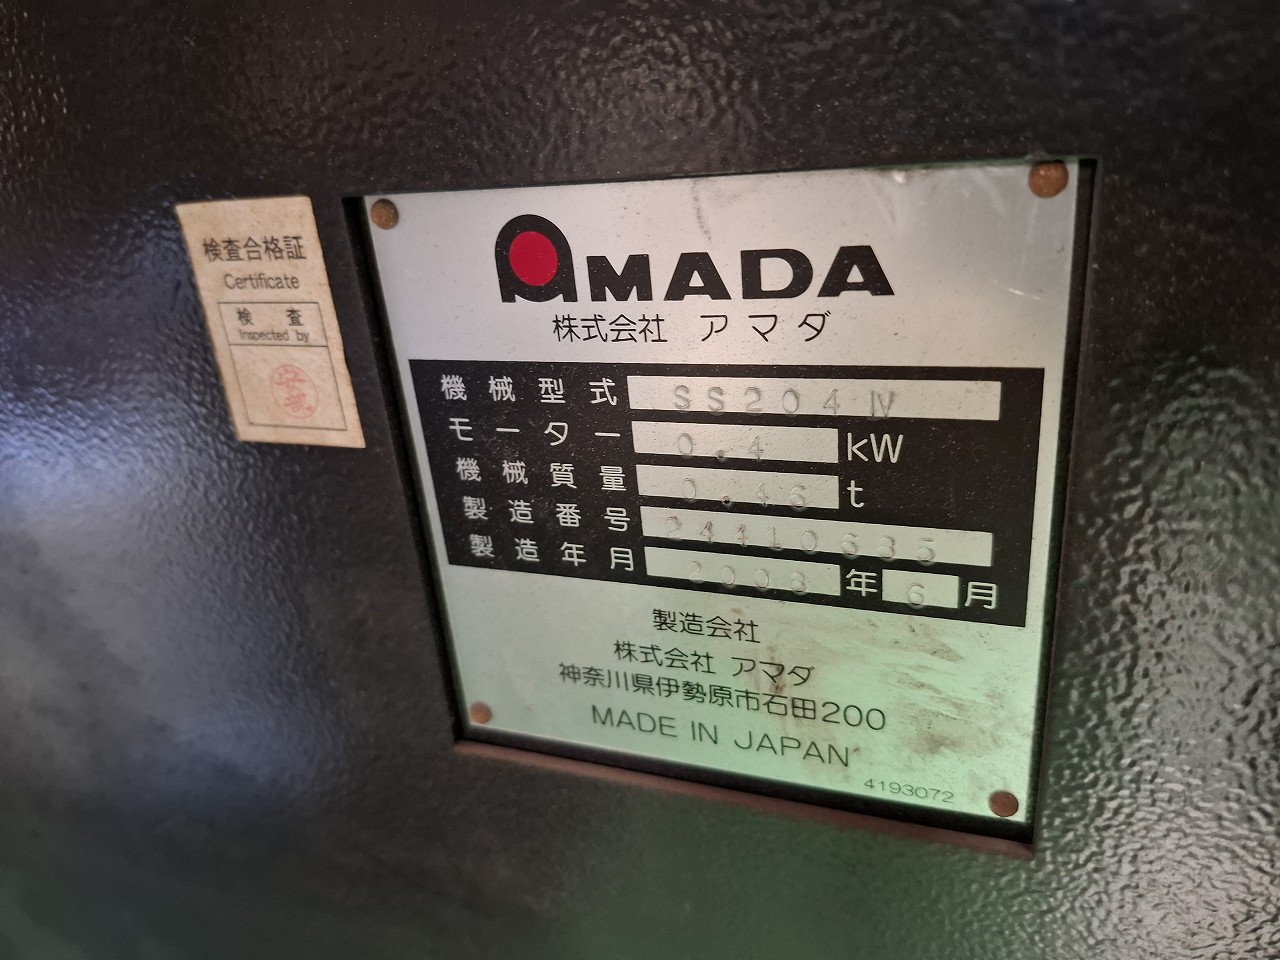 検査合格証
Certificate
検査
Inspected by
AMADA
株式会社 アマダ
機械型式 SS204Ⅳ
モーター 0.4 kW
機械質量 0.46 t
製造番号 24410635
製造年月 2008年6月
製造会社
株式会社 アマダ
神奈川県伊勢原市石田200
MADE IN JAPAN
4193072